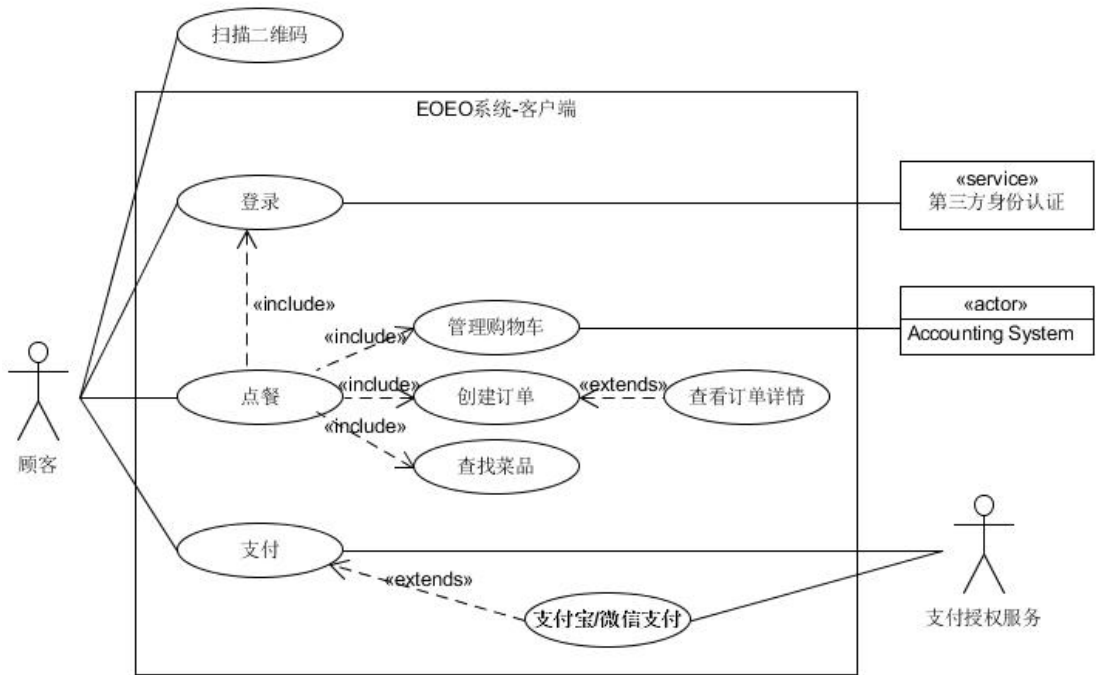 扫描二维码
EOEO系统-客户端
登录
«service»
第三方身份认证
«include»
«actor»
Accounting System
«include»
管理购物车
点餐
«include»
创建订单
«extends»
查看订单详情
«include»
查找菜品
顾客
支付
«extends»
支付宝/微信支付
支付授权服务